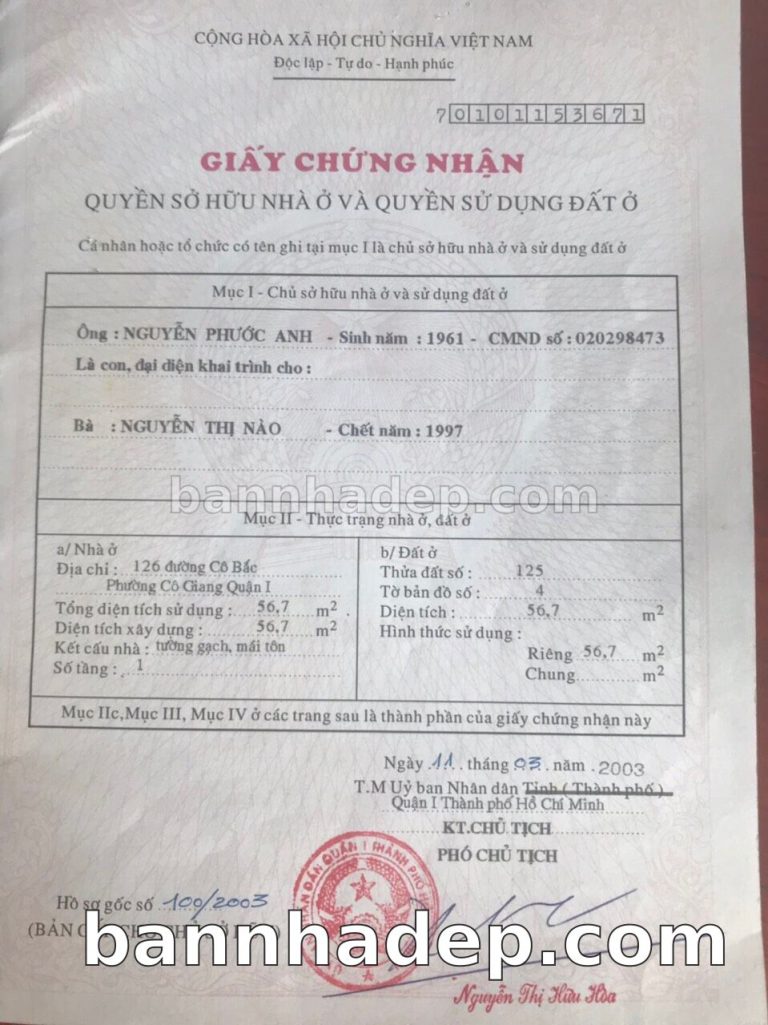 CỘNG HÒA XÃ HỘI CHỦ NGHĨA VIỆT NAM
Độc lập - Tự do - Hạnh phúc
70101153671
GIẤY CHỨNG NHẬN
QUYỀN SỞ HỮU NHÀ Ở VÀ QUYỀN SỬ DỤNG ĐẤT Ở
Cá nhân hoặc tổ chức có tên ghi tại mục I là chủ sở hữu nhà ở và sử dụng đất ở
Mục I - Chủ sở hữu nhà ở và sử dụng đất ở
Ông : NGUYỄN PHƯỚC ANH - Sinh năm : 1961 - CMND số : 020298473
Là con, đại diện khai trình cho :
Bà : NGUYỄN THỊ NÀO - Chết năm : 1997
bannhadep.com
Mục II - Thực trạng nhà ở, đất ở
a/ Nhà ở
Địa chỉ : 126 đường Cô Bắc
Phường Cô Giang Quận I
Tổng diện tích sử dụng : 56,7 m2
Diện tích xây dựng : 56,7 m2
Kết cấu nhà : tường gạch, mái tôn
Số tầng : 1
b/ Đất ở
Thửa đất số : 125
Tờ bản đồ số : 4
Diện tích : 56,7 m2
Hình thức sử dụng :
Riêng 56,7 m2
Chung m2
Mục IIc, Mục III, Mục IV ở các trang sau là thành phần của giấy chứng nhận này
Ngày 11 tháng 03 năm 2003
T.M Uỷ ban Nhân dân Tỉnh ( Thành phố )
Quận I Thành phố Hồ Chí Minh
KT.CHỦ TỊCH
PHÓ CHỦ TỊCH
Hồ sơ gốc số 100/2003
(BẢN
bannhadep.com
Nguyễn Thị Hữu Hòa